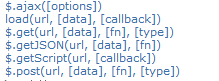 $.ajax([options])
load(url, [data], [callback])
$.get(url, [data], [fn], [type])
$.getJSON(url, [data], [fn])
$.getScript(url, [callback])
$.post(url, [data], [fn], [type])